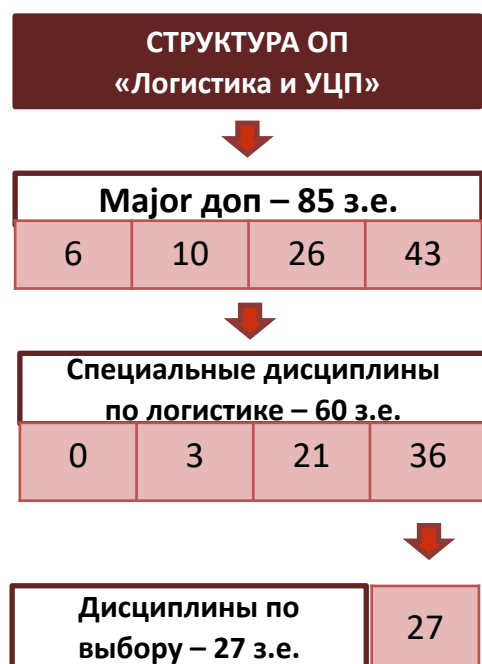 СТРУКТУРА ОП
«Логистика и УЦП»
Major доп – 85 з.е.
6 10 26 43
Специальные дисциплины
по логистике – 60 з.е.
0 3 21 36
Дисциплины по
выбору – 27 з.е.
27